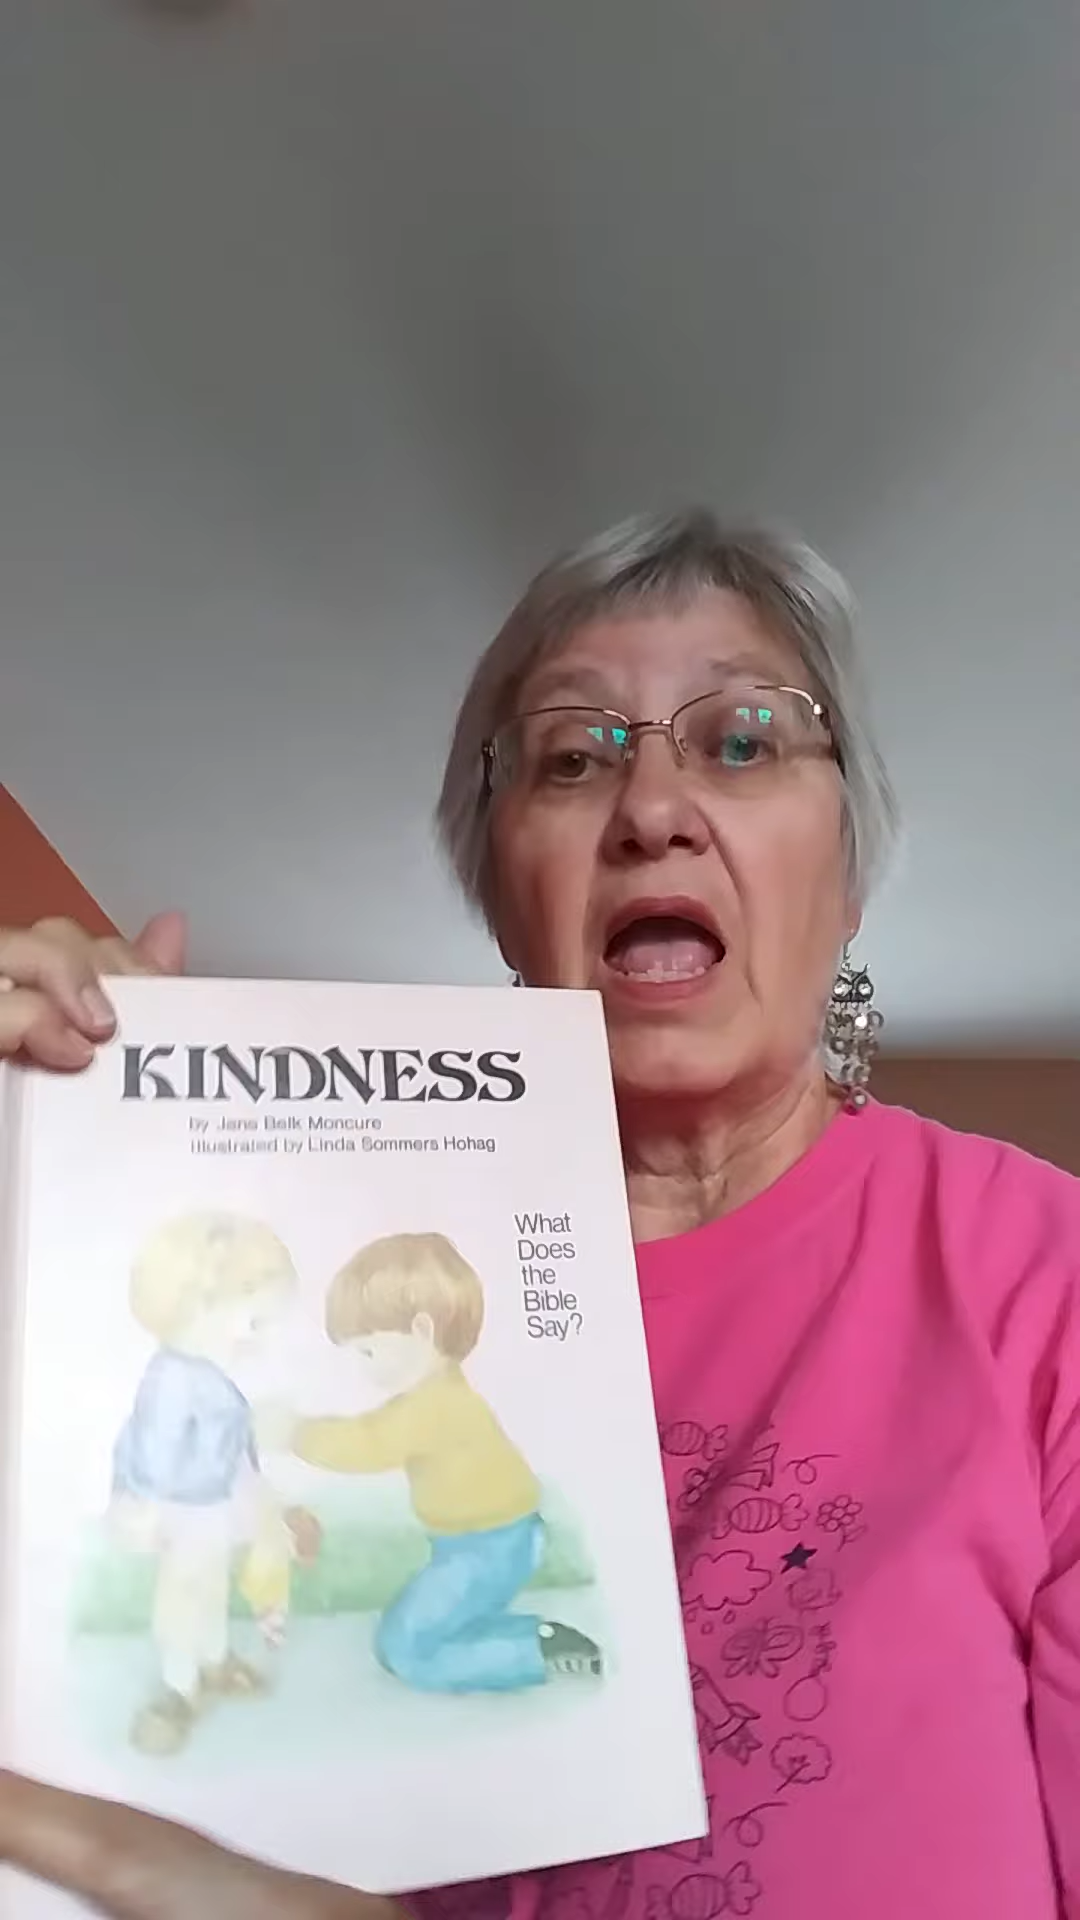 KINDNESS
by Jane Belk Moncure
Illustrated by Linda Sommers Hohag
What
Does
the
Bible
Say?